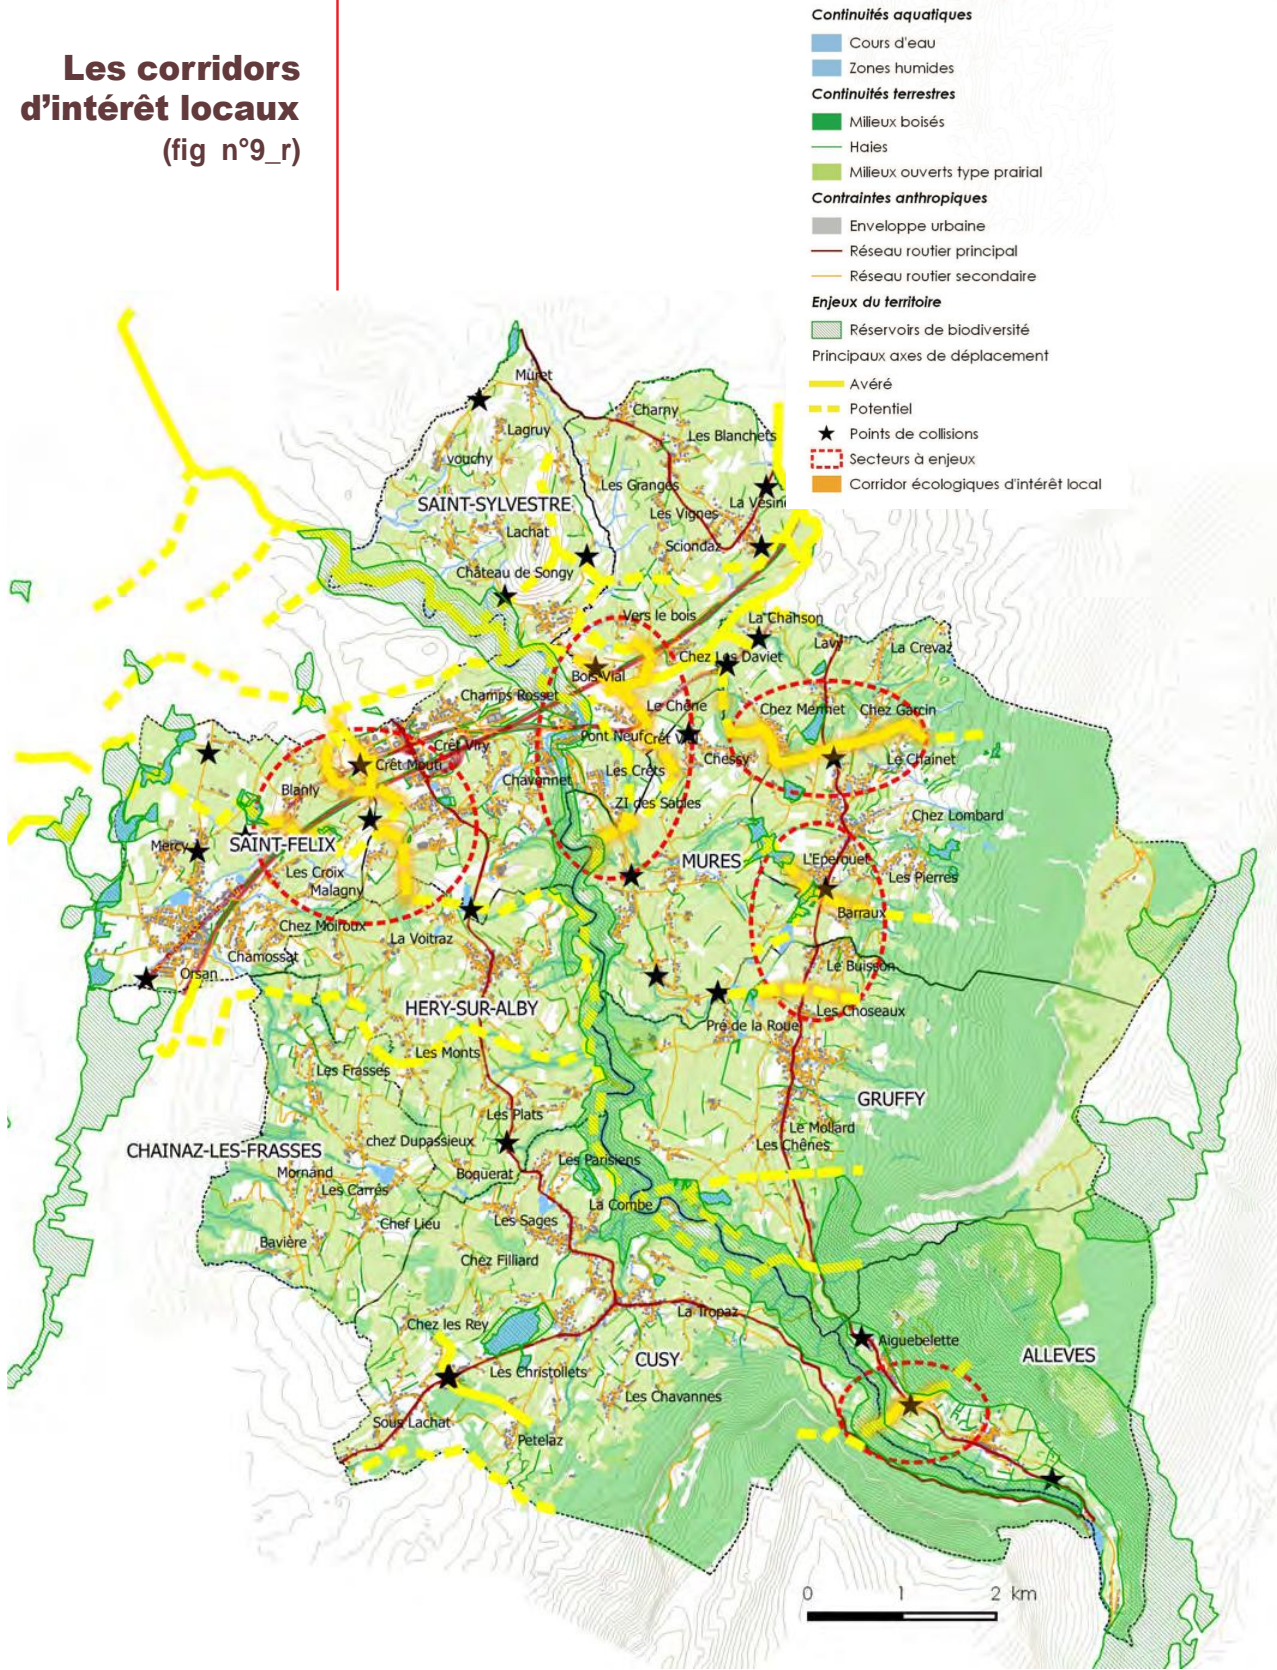 Les corridors
d'intérêt locaux
(fig n°9_r)
Continuités aquatiques
Cours d'eau
Zones humides
Continuités terrestres
Milieux boisés
Haies
Milieux ouverts type prairial
Contraintes anthropiques
Enveloppe urbaine
Réseau routier principal
Réseau routier secondaire
Enjeux du territoire
Réservoirs de biodiversité
Principaux axes de déplacement
Avéré
Potentiel
Points de collisions
Secteurs à enjeux
Corridor écologiques d'intérêt local
Muret
Charny
Lagruy
Les Blanchets
vouchy
Les Granges
SAINT-SYLVESTRE
La Vesin
Les Vignes
Lachat
Sciondaz
Château de Songy
Vers le bois
La Chanson
Lavy
La Crevaz
Chez Les Daviet
Bois Vial
Champs Rosset
Le Chêne
Chez Mermet
Chez Garcin
Pont Neuf
Crêt Viry
Chessy
Le Chainet
Crêt Mouti
Les Crêts
Chavonnet
Blanly
ZI des Sables
Chez Lombard
Mercy
SAINT-FELIX
MURES
L'Eperouet
Les Croix
Les Pierres
Malagny
Barraux
Chez Moiroux
La Voitraz
Chamossat
Le Buisson
Orsan
HERY-SUR-ALBY
Les Choseaux
Pré de la Roue
Les Monts
Les Frasses
GRUFFY
Les Plats
Le Mollard
chez Dupassieux
Les Chênes
CHAINAZ-LES-FRASSES
Les Parisiens
Mornand
Boquerat
Les Carrés
La Combe
Chef Lieu
Les Sages
Bavière
Chez Filliard
La Tropaz
Chez les Rey
Aiguebelette
CUSY
ALLEVES
Les Christollets
Les Chavannes
Sous Lachat
Petelaz
0 1 2 km